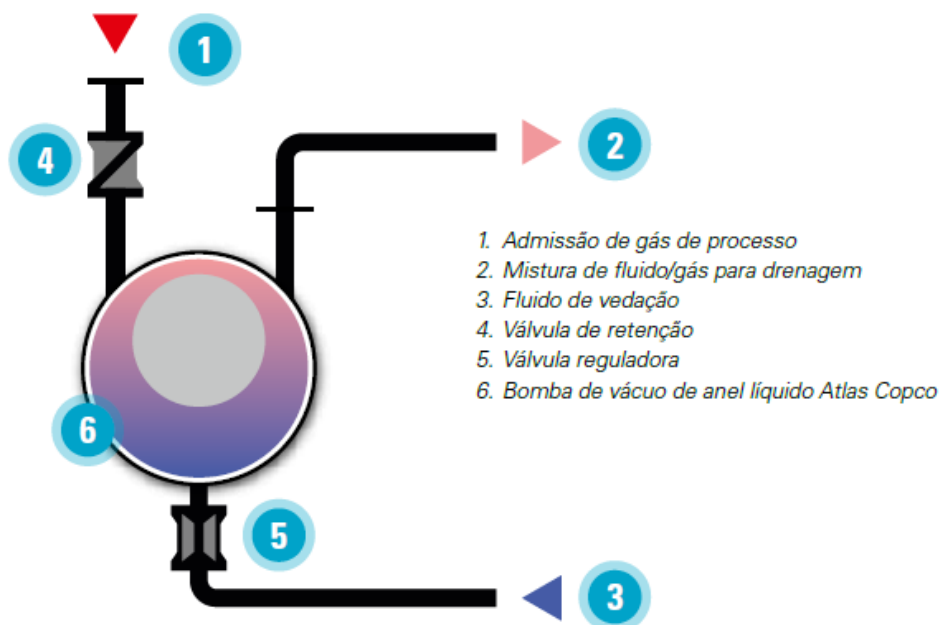 1
4
2
1. Admissão de gás de processo
2. Mistura de fluido/gás para drenagem
3. Fluido de vedação
4. Válvula de retenção
5. Válvula reguladora
6. Bomba de vácuo de anel líquido Atlas Copco
6
5
3